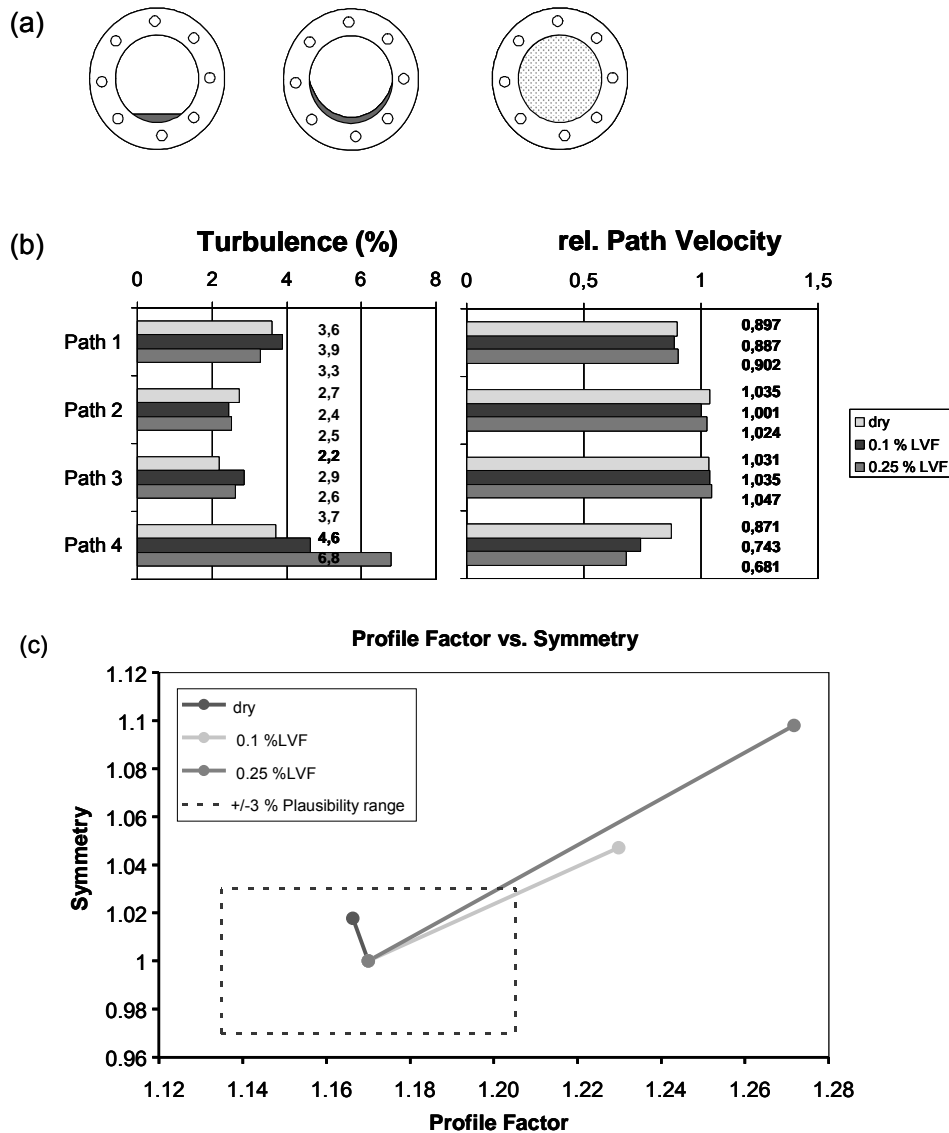 (a)
(b)
Turbulence (%)
0 2 4 6 8
Path 1
3,6
3,9
3,3
Path 2
2,7
2,4
2,5
Path 3
2,2
2,9
2,6
Path 4
3,7
4,6
6,8
rel. Path Velocity
0 0,5 1 1,5
0,897
0,887
0,902
1,035
1,001
1,024
1,031
1,035
1,047
0,871
0,743
0,681
dry
0.1 % LVF
0.25 % LVF
(c)
Profile Factor vs. Symmetry
1.12
1.1
1.08
1.06
1.04
1.02
1
0.98
0.96
Symmetry
dry
0.1 %LVF
0.25 %LVF
+/-3 % Plausibility range
1.12 1.14 1.16 1.18 1.20 1.22 1.24 1.26 1.28
Profile Factor